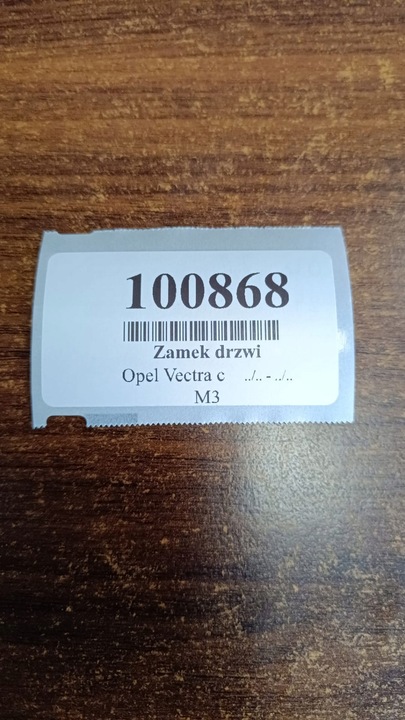 100868
Zamek drzwi
Opel Vectra c ../.. - ../..
M3